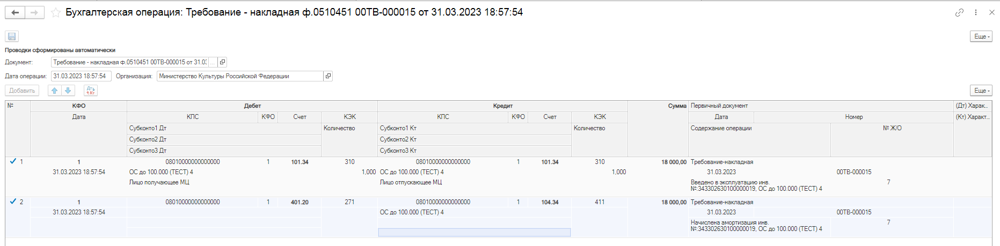 Бухгалтерская операция: Требование - накладная ф.0510451 00ТВ-000015 от 31.03.2023 18:57:54
Еще
Проводки сформированы автоматически
Документ: Требование - накладная ф.0510451 00ТВ-000015 от 31.03 ...
Дата операции: 31.03.2023 18:57:54 Организация: Министерство Культуры Российской Федерации
Добавить Дт Кт Еще
№ КФО Дебет Кредит Сумма Первичный документ (Дт) Харак...
Дата КПС КФО Счет КЭК КПС КФО Счет КЭК Дата Номер (Кт) Характ...
Субконто1 Дт Количество Субконто1 Кт Количество Содержание операции № Ж/О
Субконто2 Дт Субконто2 Кт
Субконто3 Дт Субконто3 Кт
1 1 08010000000000000 1 101.34 310 08010000000000000 1 101.34 310 18 000,00 Требование-накладная
31.03.2023 18:57:54 ОС до 100.000 (ТЕСТ) 4 1,000 ОС до 100.000 (ТЕСТ) 4 1,000 31.03.2023 00ТВ-000015
Лицо получающее МЦ Лицо отпускающее МЦ Введено в эксплуатацию инв. 7
№:343302630100000019, ОС до 100.000 (ТЕСТ) 4
2 1 08010000000000000 1 401.20 271 08010000000000000 1 104.34 411 18 000,00 Требование-накладная
31.03.2023 18:57:54 ОС до 100.000 (ТЕСТ) 4 31.03.2023 00ТВ-000015
Начислена амортизация инв. 7
№:343302630100000019, ОС до 100.000 (ТЕСТ) 4